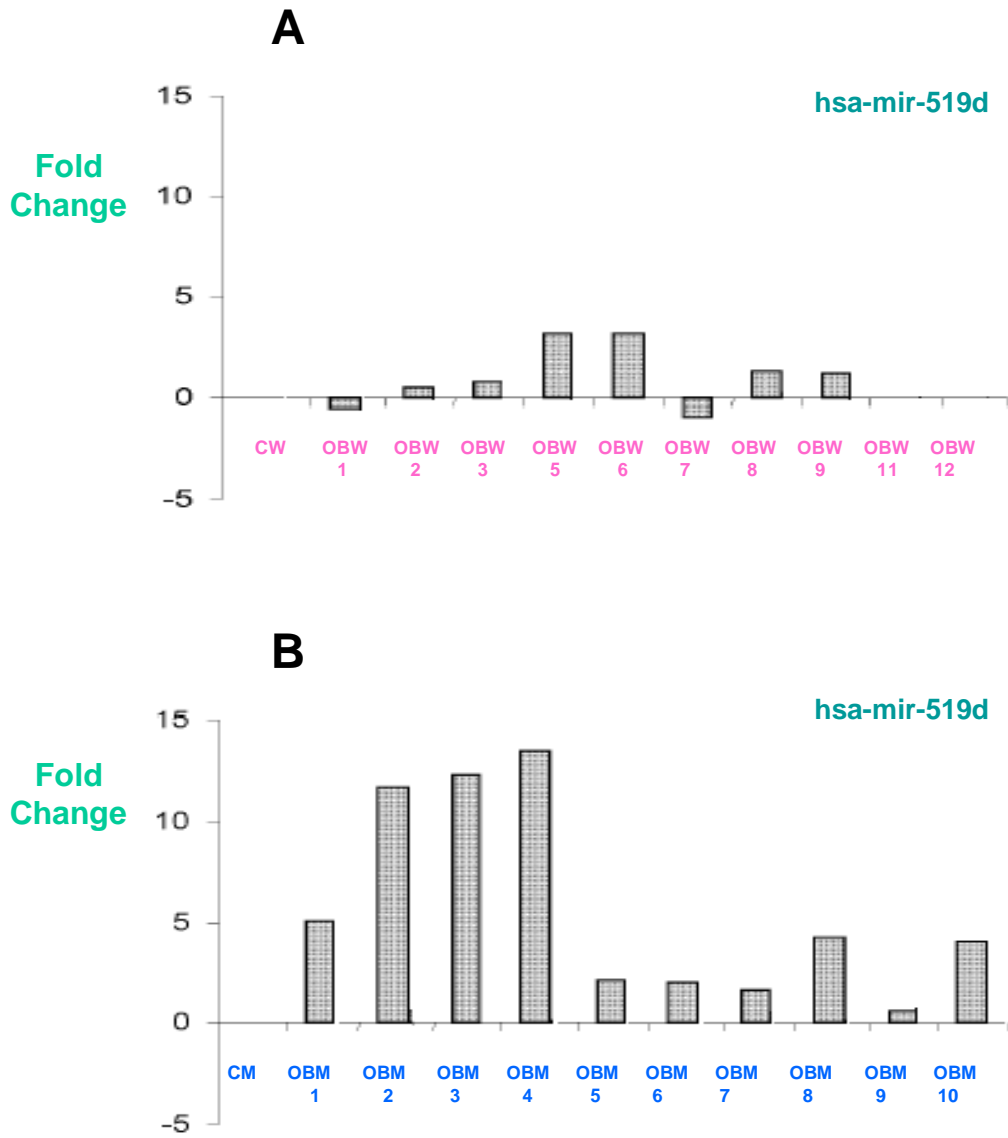 A
hsa-mir-519d
Fold
Change
15
10
5
0
-5
CW OBW OBW OBW OBW OBW OBW OBW OBW OBW OBW
1 2 3 5 6 7 8 9 11 12
B
hsa-mir-519d
Fold
Change
15
10
5
0
-5
CM OBM OBM OBM OBM OBM OBM OBM OBM OBM OBM
1 2 3 4 5 6 7 8 9 10